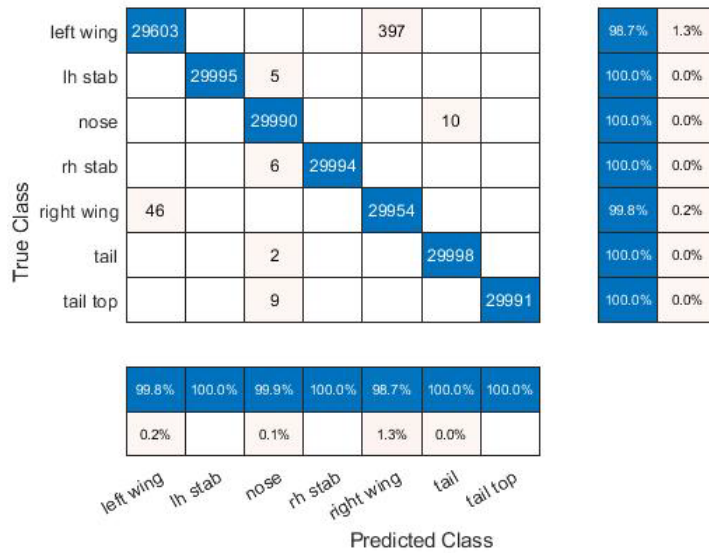 left wing 29603 397 98.7% 1.3%
lh stab 29995 5 100.0% 0.0%
nose 29990 10 100.0% 0.0%
rh stab 6 29994 100.0% 0.0%
right wing 46 29954 99.8% 0.2%
tail 2 29998 100.0% 0.0%
tail top 9 29991 100.0% 0.0%
True Class
99.8% 100.0% 99.9% 100.0% 98.7% 100.0% 100.0%
0.2% 0.1% 1.3% 0.0%
left wing lh stab nose rh stab right wing tail tail top
Predicted Class